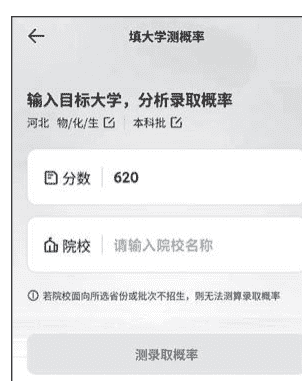 填大学测概率
输入目标大学，分析录取概率
河北 物/化/生 本科批
分数 620
院校 请输入院校名称
若院校面向所选省份或批次不招生，则无法测算录取概率
测录取概率